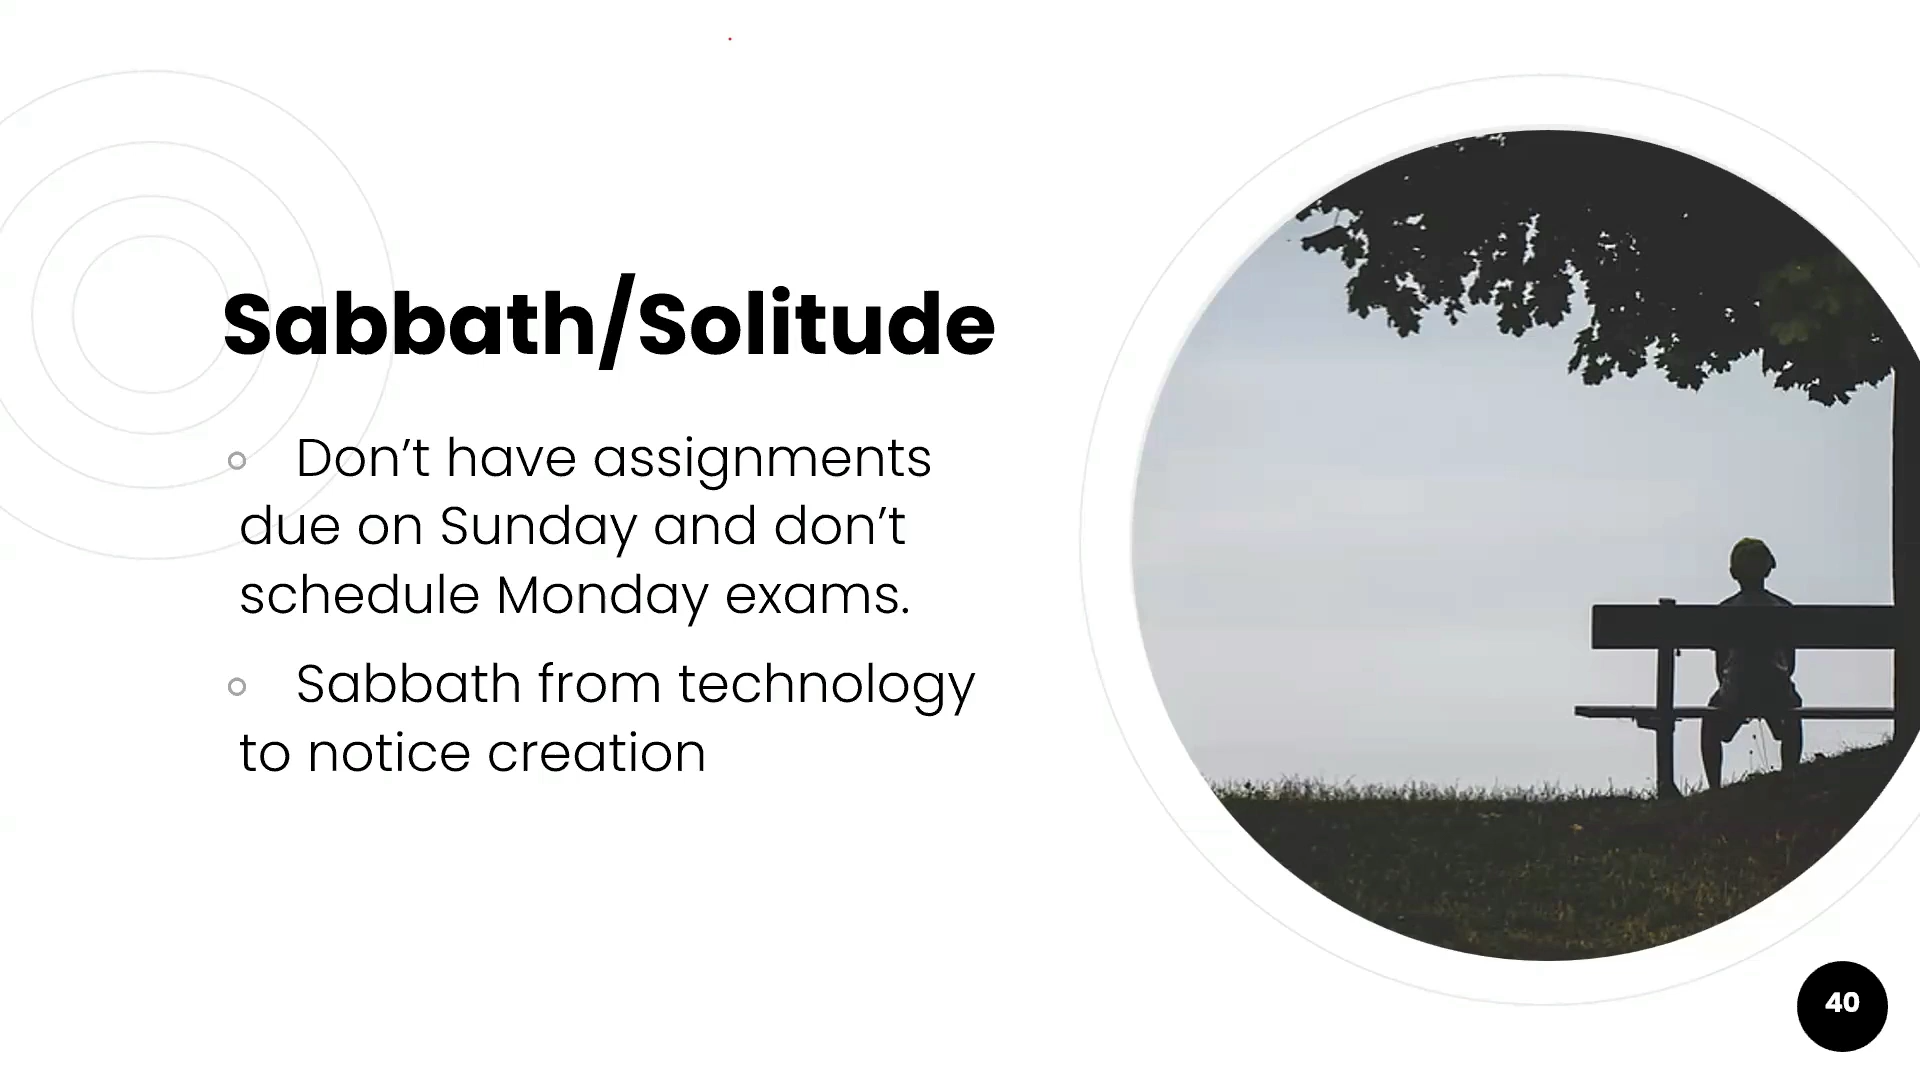 Sabbath/Solitude
Don’t have assignments
due on Sunday and don’t
schedule Monday exams.
Sabbath from technology
to notice creation
40